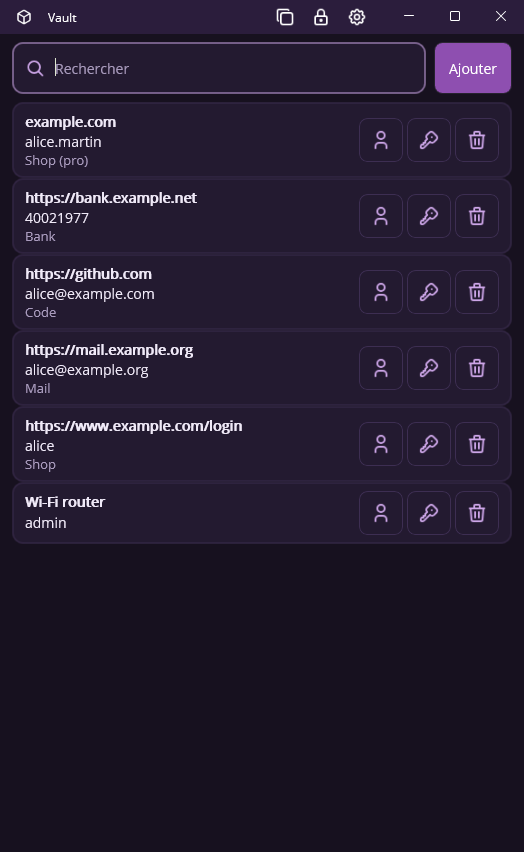 Vault
Rechercher
Ajouter
example.com
alice.martin
Shop (pro)
https://bank.example.net
40021977
Bank
https://github.com
alice@example.com
Code
https://mail.example.org
alice@example.org
Mail
https://www.example.com/login
alice
Shop
Wi-Fi router
admin